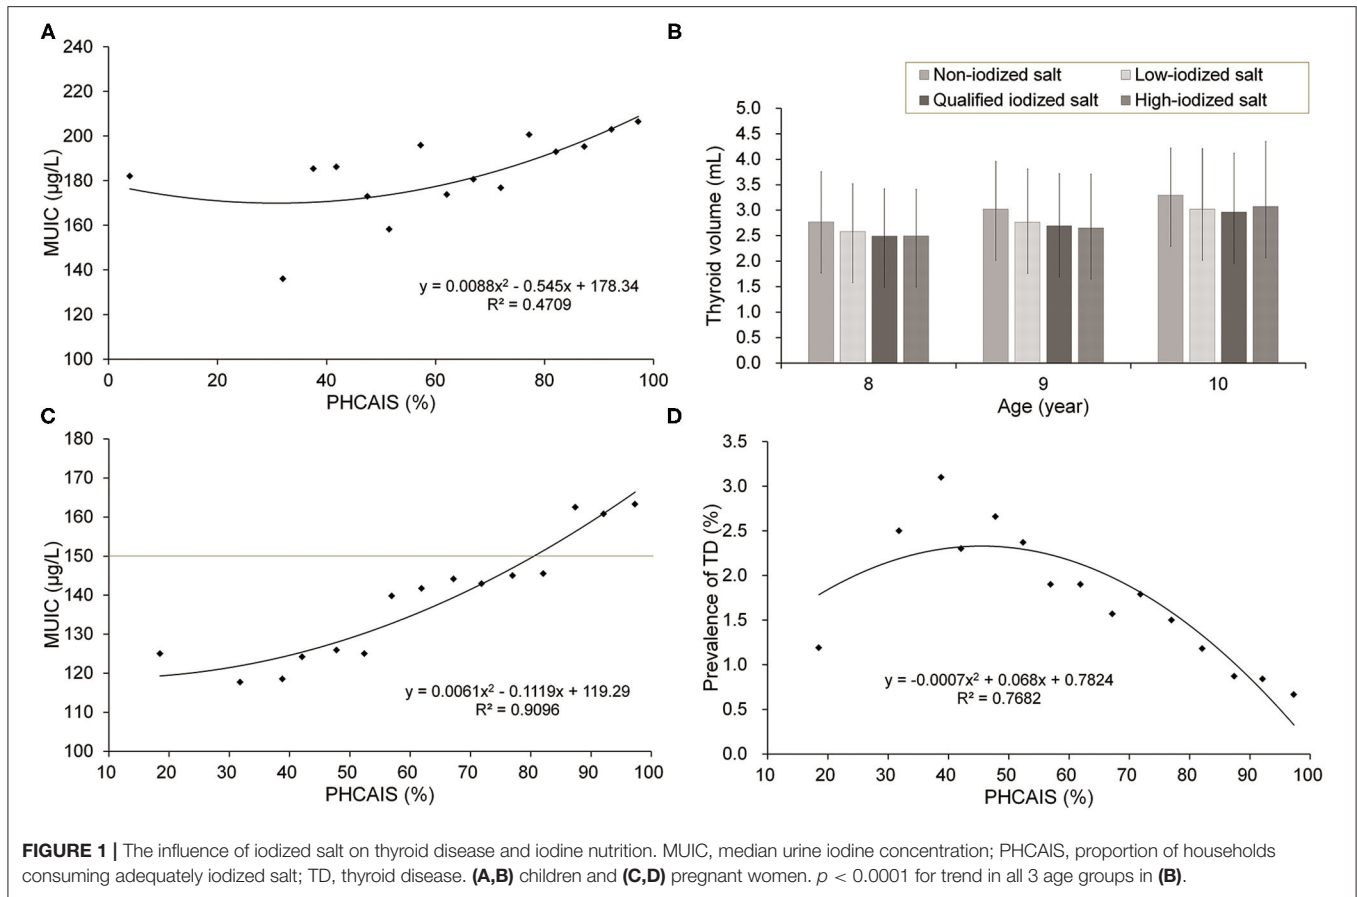 A
240
220
200
180
160
140
120
100
0
20
40
60
80
100
MUIC (µg/L)
PHCAIS (%)
y = 0.0088x² - 0.545x + 178.34
R² = 0.4709
B
Non-iodized salt
Low-iodized salt
Qualified iodized salt
High-iodized salt
5.0
4.5
4.0
3.5
3.0
2.5
2.0
1.5
1.0
0.5
0.0
8
9
10
Thyroid volume (mL)
Age (year)
C
180
170
160
150
140
130
120
110
100
10
20
30
40
50
60
70
80
90
100
MUIC (µg/L)
PHCAIS (%)
y = 0.0061x² - 0.1119x + 119.29
R² = 0.9096
D
3.5
3.0
2.5
2.0
1.5
1.0
0.5
0.0
10
20
30
40
50
60
70
80
90
100
Prevalence of TD (%)
PHCAIS (%)
y = -0.0007x² + 0.068x + 0.7824
R² = 0.7682
FIGURE 1 | The influence of iodized salt on thyroid disease and iodine nutrition. MUIC, median urine iodine concentration; PHCAIS, proportion of households
consuming adequately iodized salt; TD, thyroid disease. (A,B) children and (C,D) pregnant women. p < 0.0001 for trend in all 3 age groups in (B).